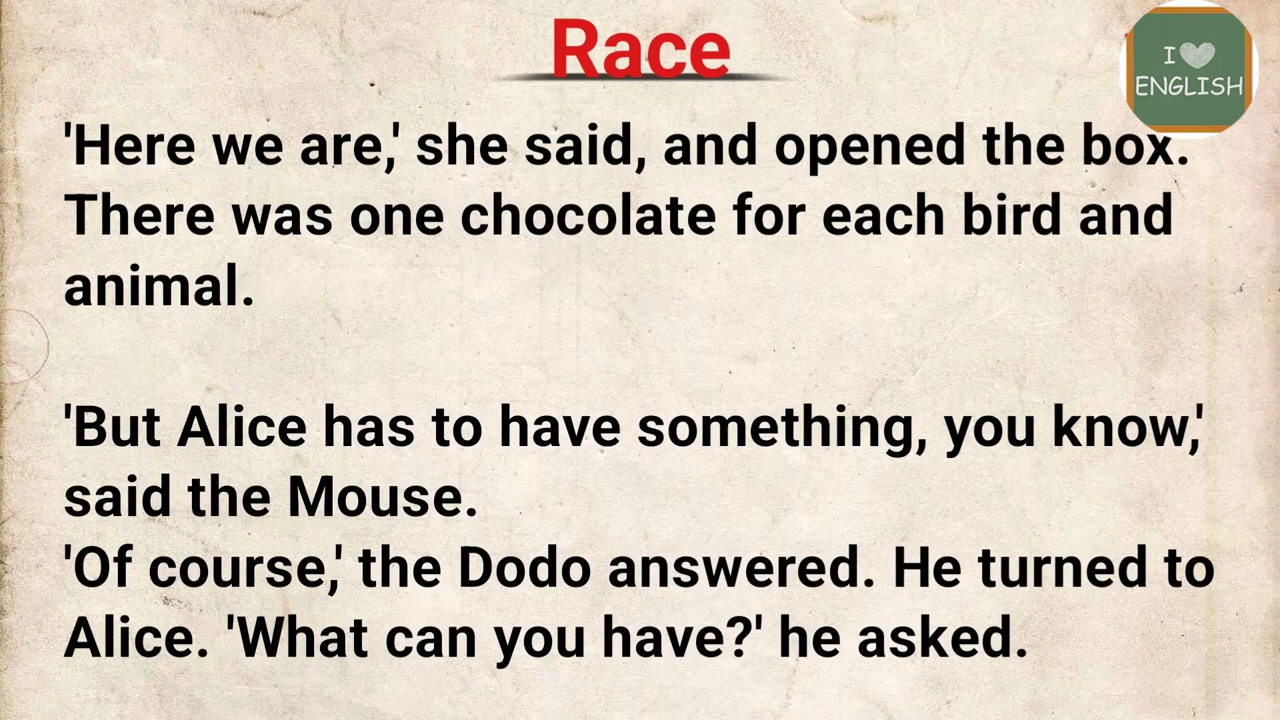 Race
I
ENGLISH
'Here we are,' she said, and opened the box.
There was one chocolate for each bird and
animal.
'But Alice has to have something, you know,'
said the Mouse.
'Of course,' the Dodo answered. He turned to
Alice. 'What can you have?' he asked.